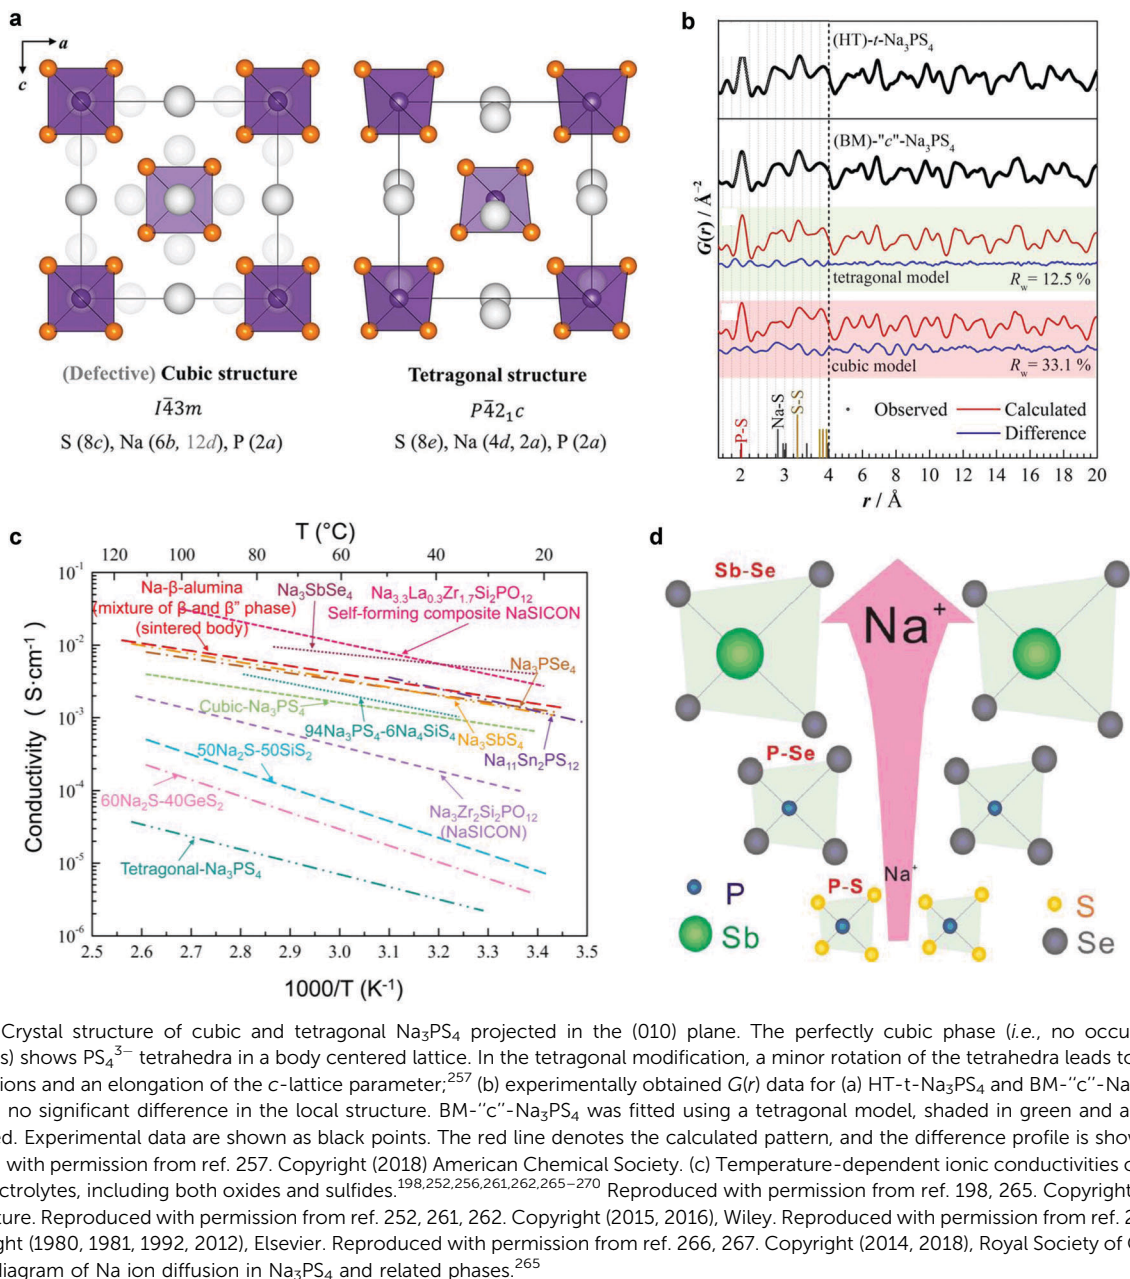 a
a
c
(Defective) Cubic structure
I4̅3m
S (8c), Na (6b, 12d), P (2a)
Tetragonal structure
P4̅2₁c
S (8e), Na (4d, 2a), P (2a)
b
G(r) / Å⁻²
(HT)-t-Na₃PS₄
(BM)-"c"-Na₃PS₄
tetragonal model
R_w = 12.5 %
cubic model
R_w = 33.1 %
P-S
Na-S
S-S
Observed
Calculated
Difference
2 3 4 6 8 10 12 14 16 18 20
r / Å
c
T (°C)
120 100 80 60 40 20
Conductivity ( S·cm⁻¹)
10⁻¹
10⁻²
10⁻³
10⁻⁴
10⁻⁵
10⁻⁶
Na-β-alumina
(mixture of β and β" phase)
(sintered body)
Na₃SbSe₄
Na₃.₃La₀.₃Zr₁.₇Si₂PO₁₂
Self-forming composite NaSICON
Na₃PSe₄
Cubic-Na₃PS₄
94Na₃PS₄-6Na₄SiS₄
Na₃SbS₄
Na₁₁Sn₂PS₁₂
50Na₂S-50SiS₂
60Na₂S-40GeS₂
Na₃Zr₂Si₂PO₁₂
(NaSICON)
Tetragonal-Na₃PS₄
2.5 2.6 2.7 2.8 2.9 3.0 3.1 3.2 3.3 3.4 3.5
1000/T (K⁻¹)
d
Sb-Se
Na⁺
P-Se
Na⁺
P-S
P
Sb
S
Se
Crystal structure of cubic and tetragonal Na₃PS₄ projected in the (010) plane. The perfectly cubic phase (i.e., no occu
s) shows PS₄³⁻ tetrahedra in a body centered lattice. In the tetragonal modification, a minor rotation of the tetrahedra leads to
ions and an elongation of the c-lattice parameter;²⁵⁷ (b) experimentally obtained G(r) data for (a) HT-t-Na₃PS₄ and BM-"c"-Na
no significant difference in the local structure. BM-"c"-Na₃PS₄ was fitted using a tetragonal model, shaded in green and a
ed. Experimental data are shown as black points. The red line denotes the calculated pattern, and the difference profile is show
with permission from ref. 257. Copyright (2018) American Chemical Society. (c) Temperature-dependent ionic conductivities o
ectrolytes, including both oxides and sulfides.¹⁹⁸,²⁵²,²⁵⁶,²⁶¹,²⁶²,²⁶⁵⁻²⁷⁰ Reproduced with permission from ref. 198, 265. Copyright
ture. Reproduced with permission from ref. 252, 261, 262. Copyright (2015, 2016), Wiley. Reproduced with permission from ref. 2
ght (1980, 1981, 1992, 2012), Elsevier. Reproduced with permission from ref. 266, 267. Copyright (2014, 2018), Royal Society of
diagram of Na ion diffusion in Na₃PS₄ and related phases.²⁶⁵